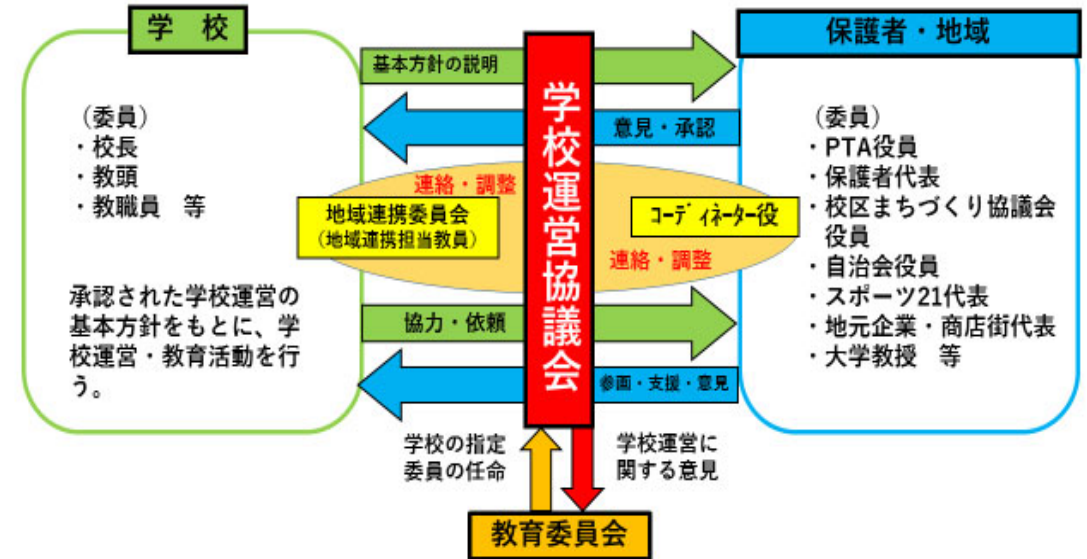 学 校
（委員）
・校長
・教頭
・教職員 等
承認された学校運営の
基本方針をもとに、学
校運営・教育活動を行
う。
基本方針の説明
意見・承認
連絡・調整
地域連携委員会
（地域連携担当教員）
コーディネーター役
連絡・調整
協力・依頼
参画・支援・意見
学校運営協議会
保護者・地域
（委員）
・PTA役員
・保護者代表
・校区まちづくり協議会
役員
・自治会役員
・スポーツ21代表
・地元企業・商店街代表
・大学教授 等
学校の指定
委員の任命
学校運営に
関する意見
教育委員会